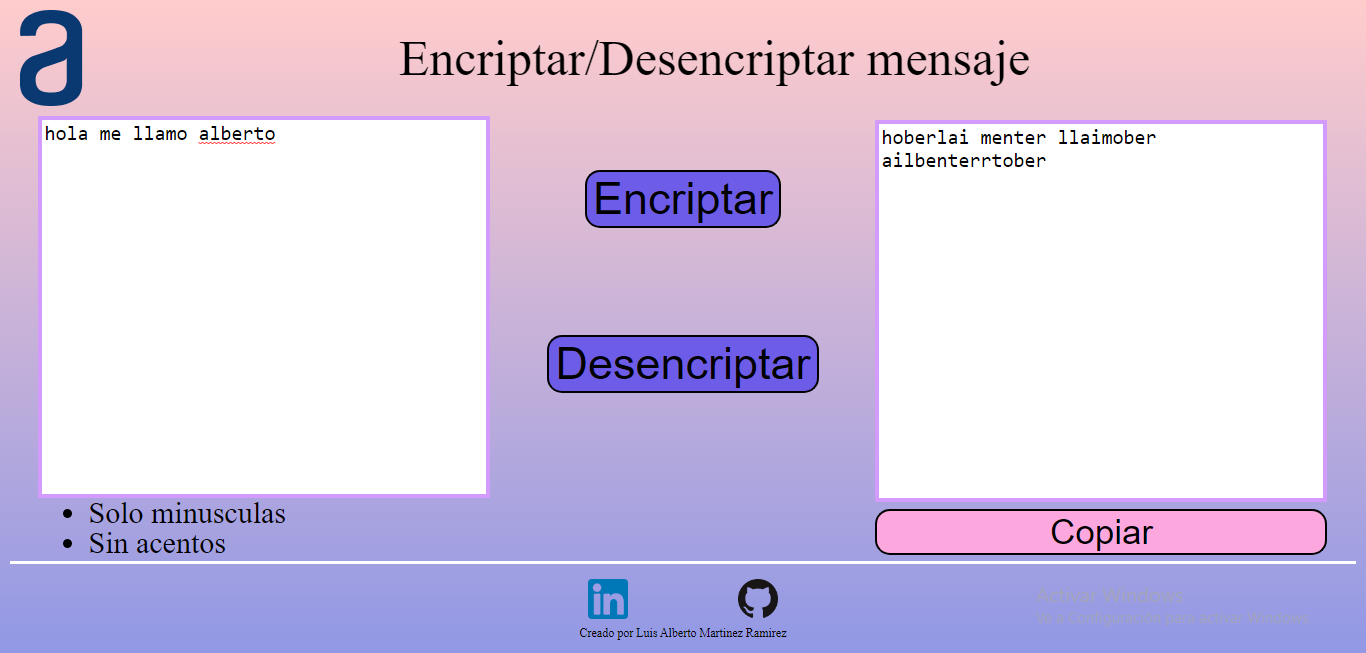 a
Encriptar/Desencriptar mensaje
hola me llamo alberto
Encriptar
Desencriptar
hoberlai menter llaimober
ailbenterrtober
Solo minusculas
Sin acentos
Copiar
in
Creado por Luis Alberto Martinez Ramirez
Activar Windows
Ve a Configuración para activar Windows.